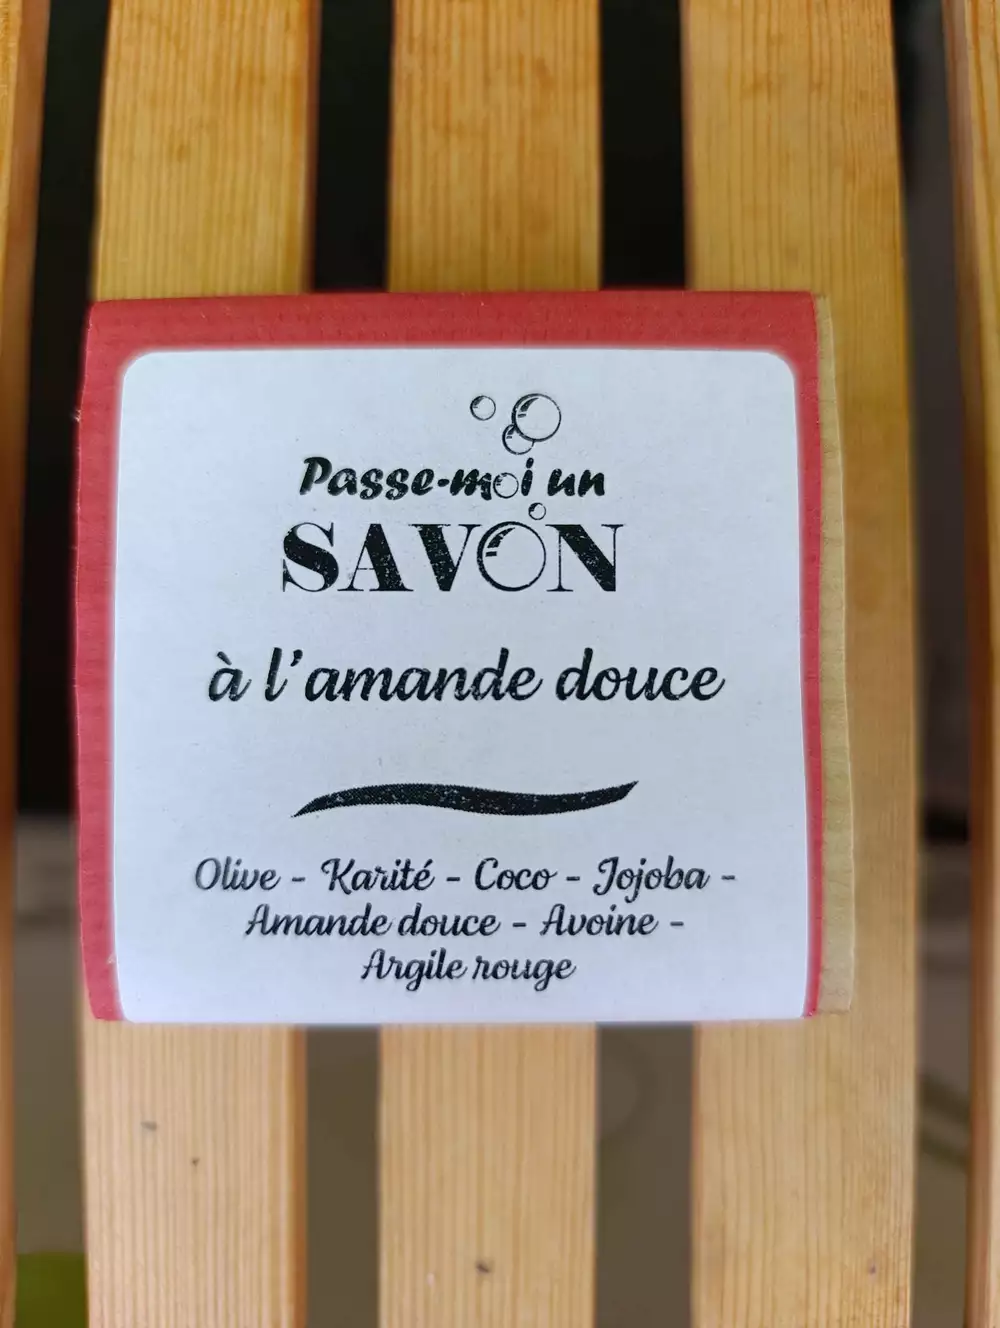 Passe-moi un
SAVON
à l'amande douce
Olive - Karité - Coco - Jojoba -
Amande douce - Avoine -
Argile rouge